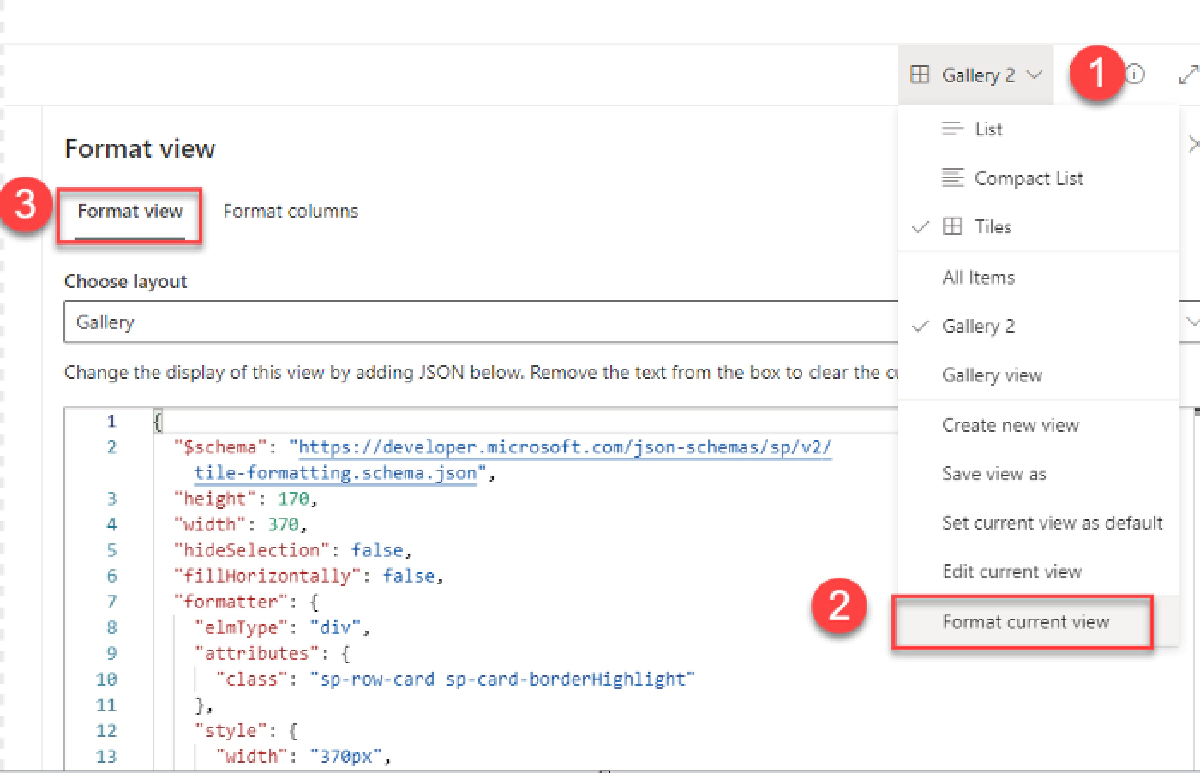 Gallery 2
1
List
Compact List
Tiles
All Items
Gallery 2
Gallery view
Create new view
Save view as
Set current view as default
Edit current view
2
Format current view
Format view
3
Format view Format columns
Choose layout
Gallery
Change the display of this view by adding JSON below. Remove the text from the box to clear the
1 {
2 "$schema": "https://developer.microsoft.com/json-schemas/sp/v2/
tile-formatting.schema.json",
3 "height": 170,
4 "width": 370,
5 "hideSelection": false,
6 "fillHorizontally": false,
7 "formatter": {
8 "elmType": "div",
9 "attributes": {
10 "class": "sp-row-card sp-card-borderHighlight"
11 },
12 "style": {
13 "width": "370px",